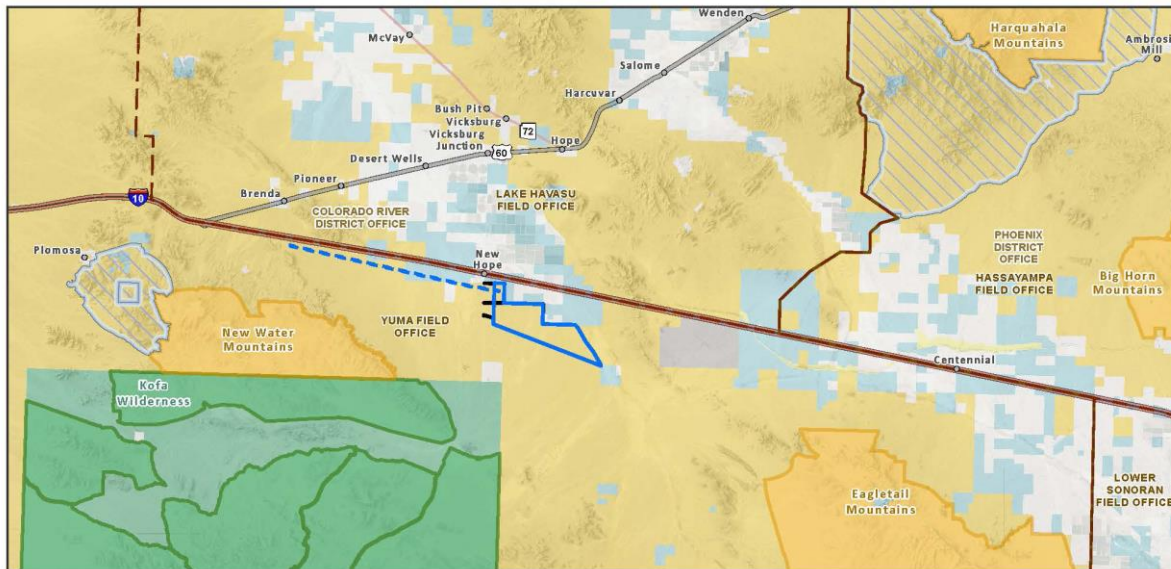 Wenden
McVay
Harquahala
Mountains
Ambrosia
Mill
Salome
Harcuvar
Bush Pit
Vicksburg
72
Vicksburg
Junction
60
Hope
Desert Wells
Pioneer
Brenda
LAKE HAVASU
FIELD OFFICE
10
COLORADO RIVER
DISTRICT OFFICE
PHOENIX
DISTRICT
OFFICE
Plomosa
New
Hope
HASSAYAMPA
FIELD OFFICE
Big Horn
Mountains
YUMA FIELD
OFFICE
New Water
Mountains
Centennial
Kofa
Wilderness
LOWER
SONORAN
FIELD OFFICE
Eagletail
Mountains